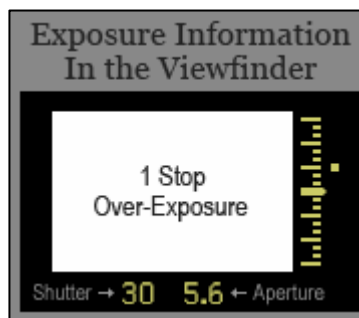 Exposure Information
In the Viewfinder
1 Stop
Over-Exposure
Shutter → 30 5.6 ← Aperture